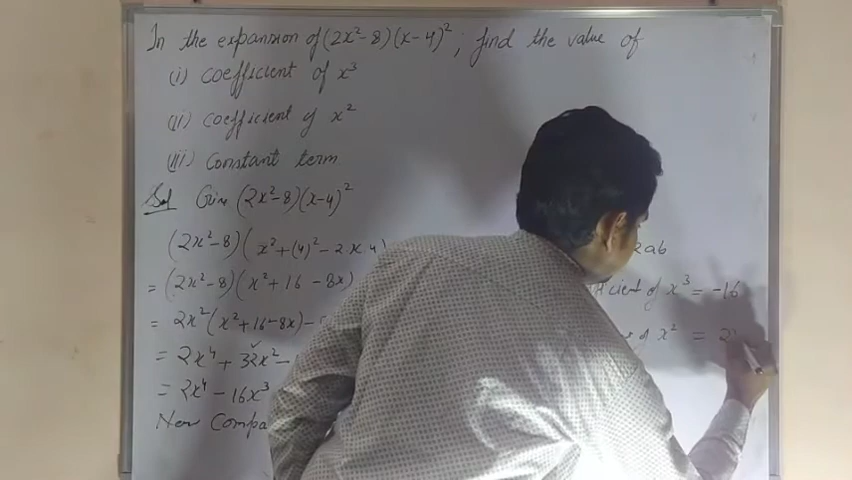 In the expansion of (2x²-8)(x-4)²; find the value of
(i) coefficient of x³
(ii) coefficient of x²
(iii) Constant term
Sol Given (2x²-8)(x-4)²
(2x²-8)(x²+(4)²-2.x.4) 2ab
= (2x²-8)(x²+16-8x) cient of x³ = -16
= 2x²(x²+16-8x)- of x² = 2
= 2x⁴ + 32x²-
= 2x⁴ - 16x³
Now Compa